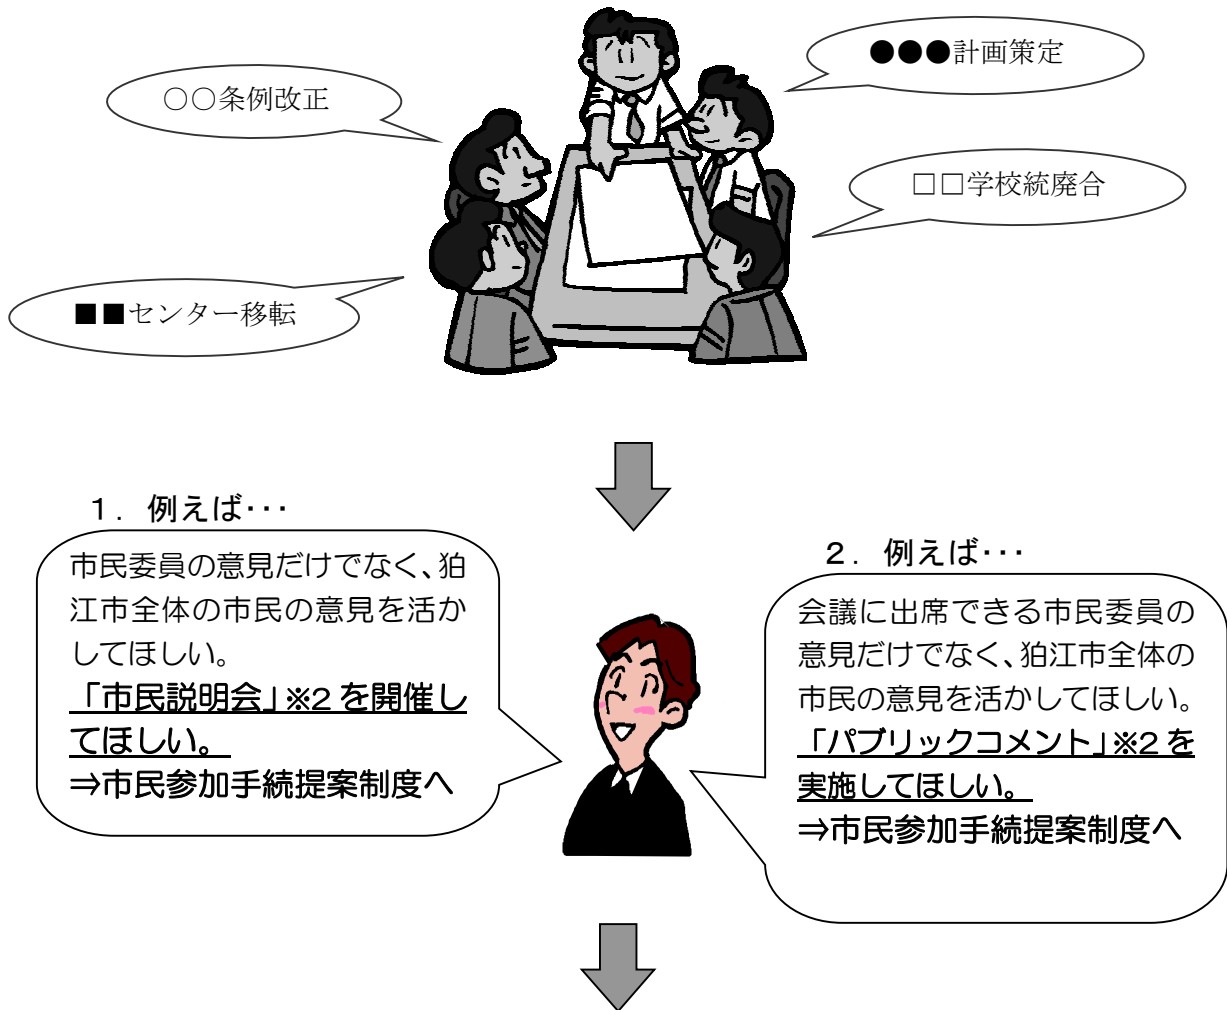 ●●●計画策定
○○条例改正
□□学校統廃合
■■センター移転
１．例えば･･･
市民委員の意見だけでなく、狛
江市全体の市民の意見を活か
してほしい。
「市民説明会」※2 を開催し
てほしい。
⇒市民参加手続提案制度へ
２．例えば･･･
会議に出席できる市民委員の
意見だけでなく、狛江市全体の
市民の意見を活かしてほしい。
「パブリックコメント」※2 を
実施してほしい。
⇒市民参加手続提案制度へ